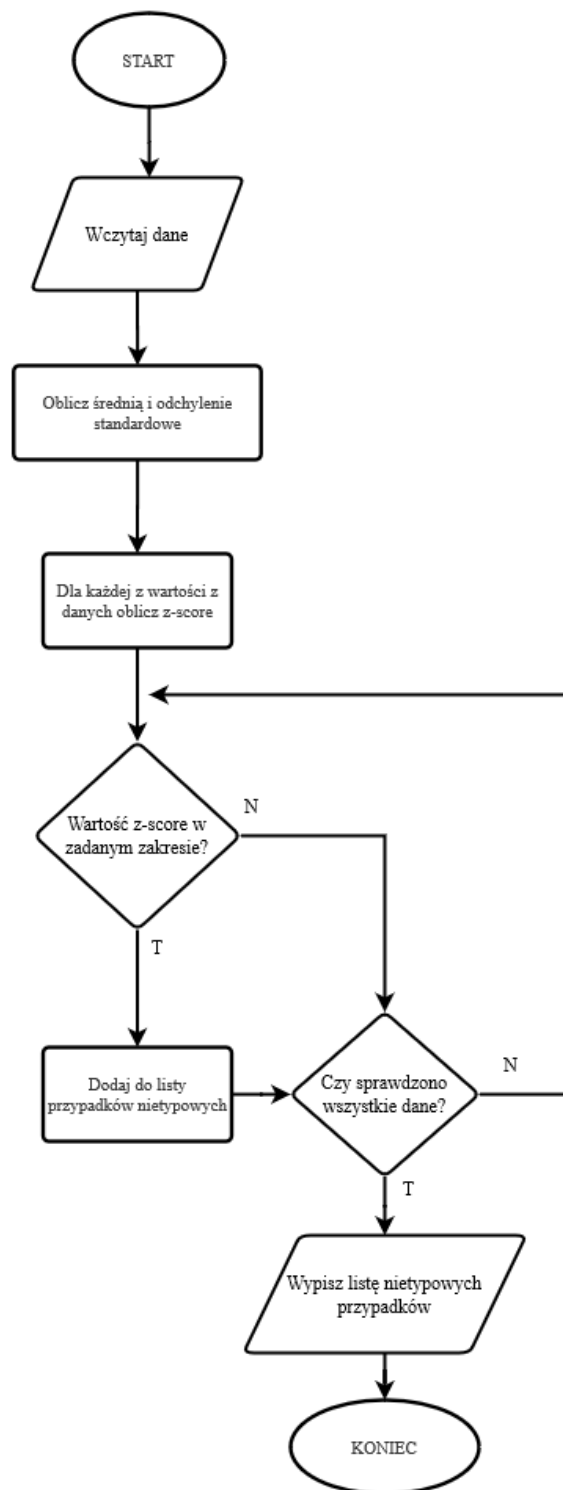 START
Wczytaj dane
Oblicz średnią i odchylenie
standardowe
Dla każdej z wartości z
danych oblicz z-score
Wartość z-score w
zadanym zakresie?
N
T
Dodaj do listy
przypadków nietypowych
Czy sprawdzono
wszystkie dane?
N
T
Wypisz listę nietypowych
przypadków
KONIEC